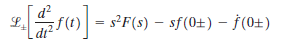 ℒ± [d²/dt² f(t)] = s²F(s) − sf(0±) − ḟ(0±)